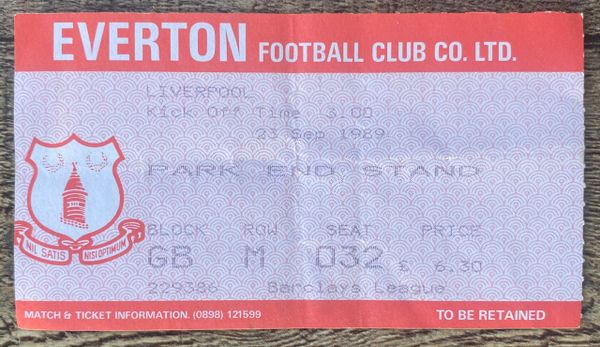 EVERTON FOOTBALL CLUB CO. LTD.
LIVERPOOL
Kick Off Time 3:00
23 Sep 1989
PARK END STAND
NIL SATIS NISI OPTIMUM
BLOCK ROW SEAT PRICE
GB M 032 £ 6.30
229386 Barclays League
MATCH & TICKET INFORMATION. (0898) 121599 TO BE RETAINED